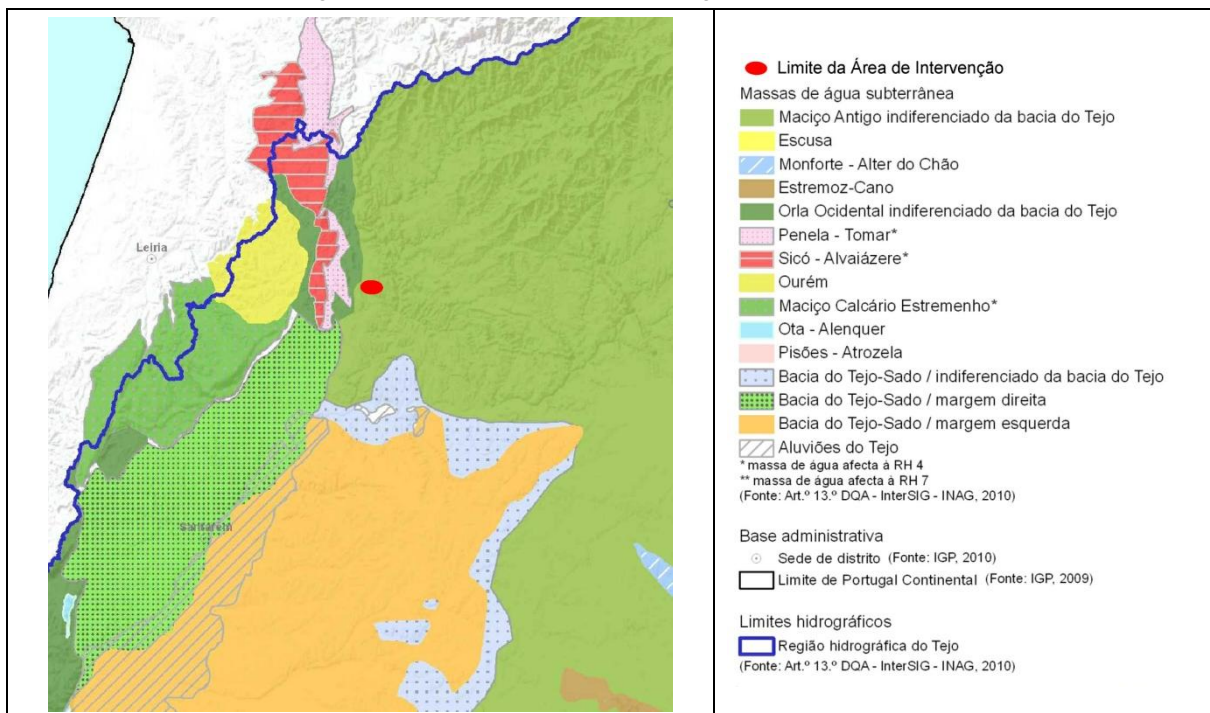 Leiria
Santarém
Limite da Área de Intervenção
Massas de água subterrânea
Maciço Antigo indiferenciado da bacia do Tejo
Escusa
Monforte - Alter do Chão
Estremoz-Cano
Orla Ocidental indiferenciado da bacia do Tejo
Penela - Tomar*
Sicó - Alvaiázere*
Ourém
Maciço Calcário Estremenho*
Ota - Alenquer
Pisões - Atrozela
Bacia do Tejo-Sado / indiferenciado da bacia do Tejo
Bacia do Tejo-Sado / margem direita
Bacia do Tejo-Sado / margem esquerda
Aluviões do Tejo
* massa de água afecta à RH 4
** massa de água afecta à RH 7
(Fonte: Art.º 13.º DQA - InterSIG - INAG, 2010)
Base administrativa
Sede de distrito (Fonte: IGP, 2010)
Limite de Portugal Continental (Fonte: IGP, 2009)
Limites hidrográficos
Região hidrográfica do Tejo
(Fonte: Art.º 13.º DQA - InterSIG - INAG, 2010)